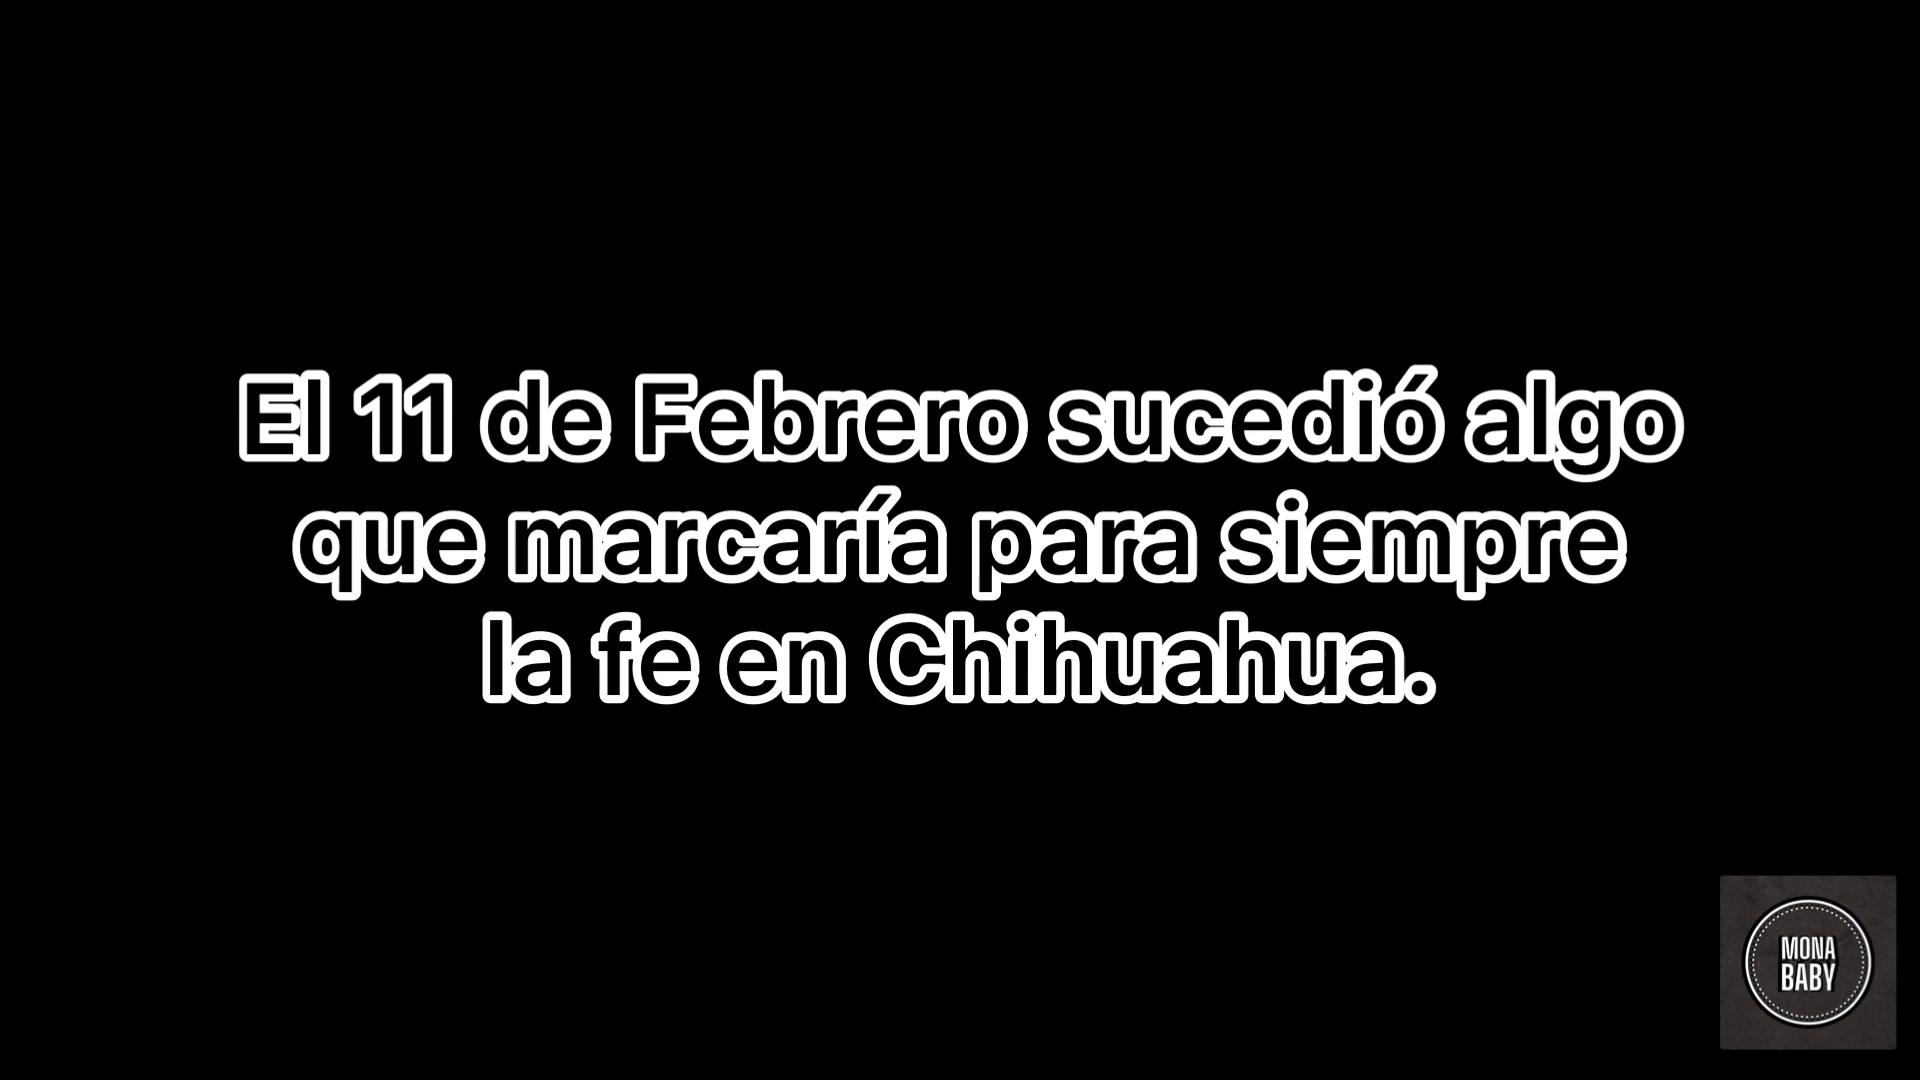 El 11 de Febrero sucedió algo
que marcaría para siempre
la fe en Chihuahua.
MONA
BABY